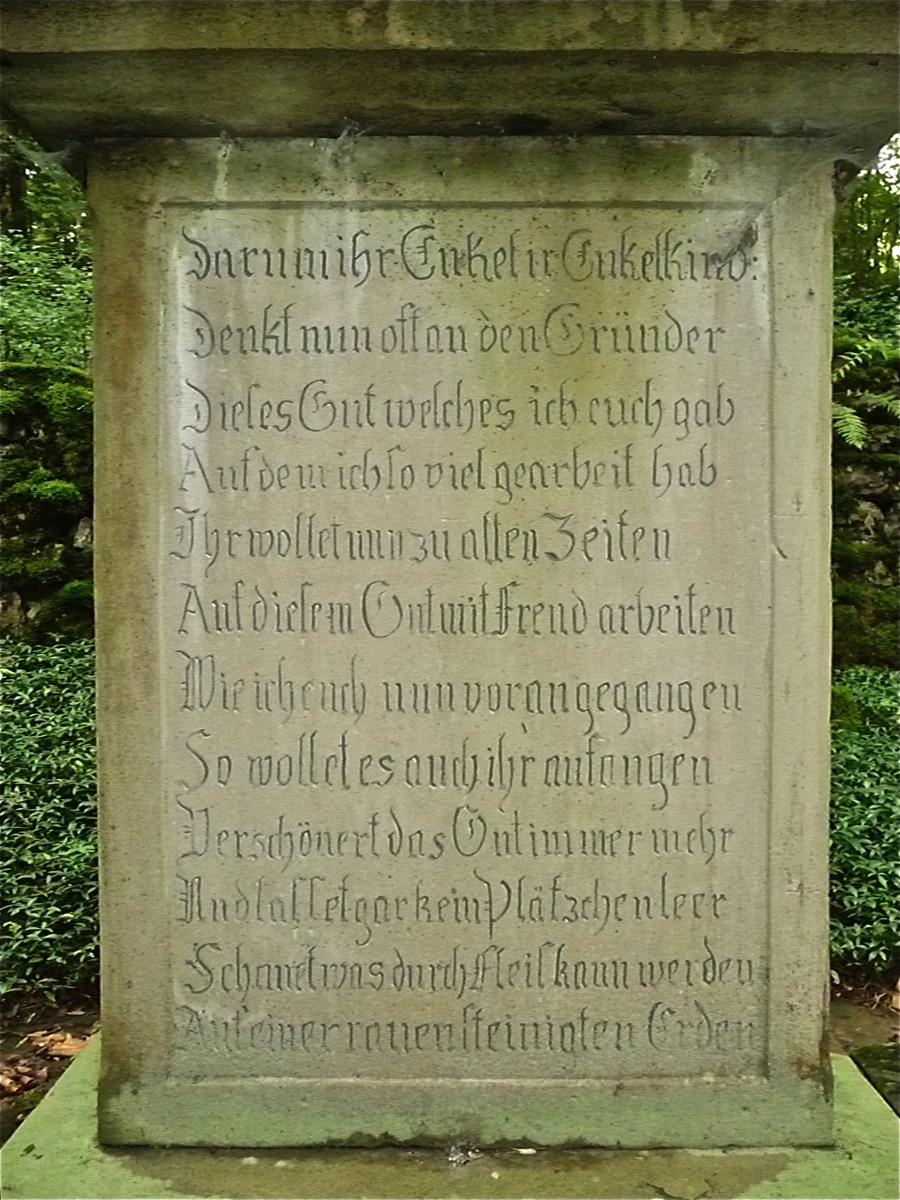 Darum ihr Enkel ir Enkelkind:
Denkt nun oft an den Gründer
Dieses Gut welches ich euch gab
Auf dem ich so viel gearbeit hab
Ihr wollet nun zu allen Zeiten
Auf diesem Gut mit Freud arbeiten
Wie ich euch nun vorangegangen
So wollet es auch ihr anfangen
Verschönert das Gut immer mehr
Und lasset gar kein Plätzchen leer
Schauet was durch Fleis kann werden
Auf einer rauen steinigten Erden